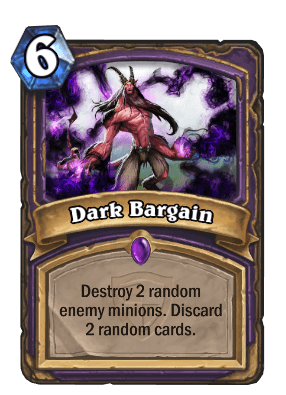 6
Dark Bargain
Destroy 2 random
enemy minions. Discard
2 random cards.